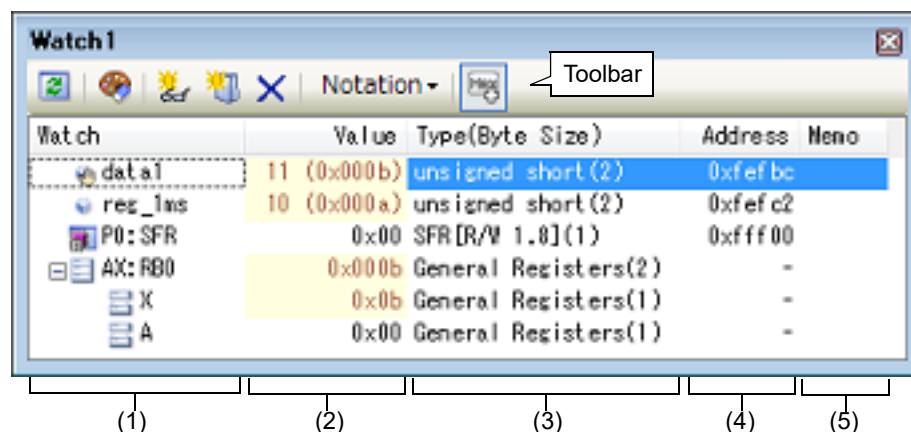 Watch1
Notation Hex Toolbar
Watch Value Type(Byte Size) Address Memo
data1 11 (0x000b) unsigned short(2) 0xfefbc
reg_1ms 10 (0x000a) unsigned short(2) 0xfefc2
P0:SFR 0x00 SFR[R/W 1.8](1) 0xfff00
AX:RB0 0x000b General Registers(2) -
X 0x0b General Registers(1) -
A 0x00 General Registers(1) -
(1) (2) (3) (4) (5)